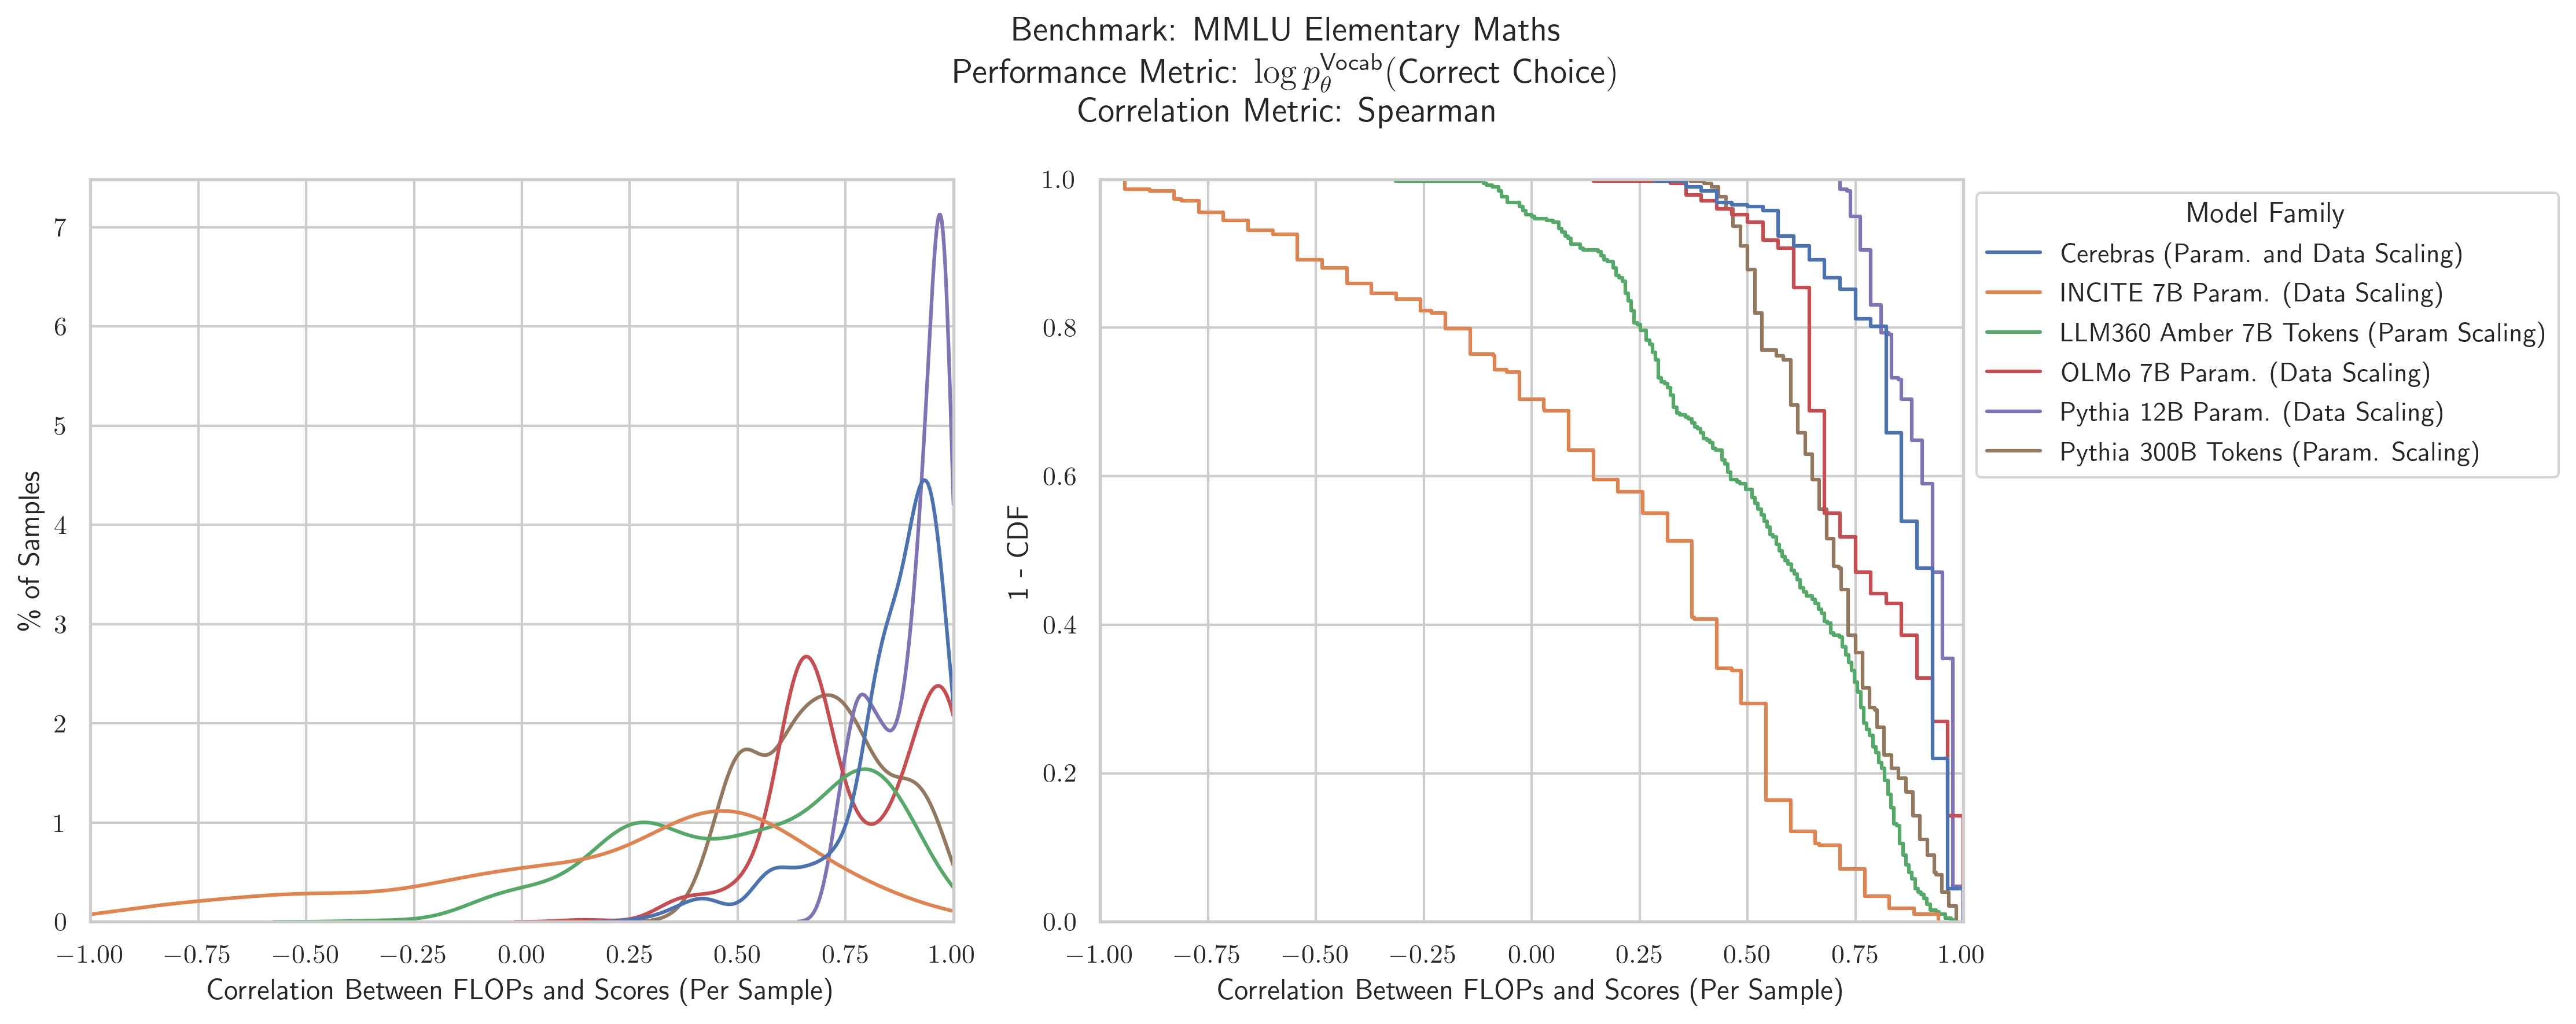 Benchmark: MMLU Elementary Maths
Performance Metric: log p_θ^Vocab(Correct Choice)
Correlation Metric: Spearman
% of Samples
7
6
5
4
3
2
1
0
−1.00 −0.75 −0.50 −0.25 0.00 0.25 0.50 0.75 1.00
Correlation Between FLOPs and Scores (Per Sample)
1 - CDF
1.0
0.8
0.6
0.4
0.2
0.0
−1.00 −0.75 −0.50 −0.25 0.00 0.25 0.50 0.75 1.00
Correlation Between FLOPs and Scores (Per Sample)
Model Family
Cerebras (Param. and Data Scaling)
INCITE 7B Param. (Data Scaling)
LLM360 Amber 7B Tokens (Param Scaling)
OLMo 7B Param. (Data Scaling)
Pythia 12B Param. (Data Scaling)
Pythia 300B Tokens (Param. Scaling)